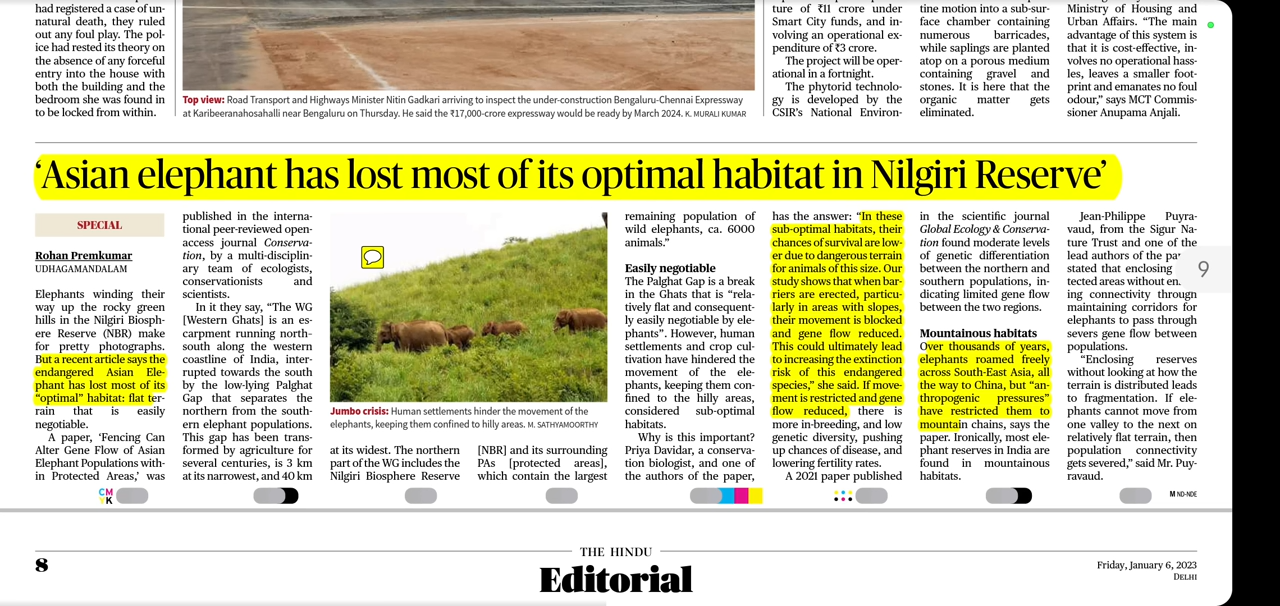 had registered a case of un-
natural death, they ruled
out any foul play. The pol-
ice had rested its theory on
the absence of any forceful
entry into the house with
both the building and the
bedroom she was found in
to be locked from within.
Top view: Road Transport and Highways Minister Nitin Gadkari arriving to inspect the under-construction Bengaluru-Chennai Expressway
at Karibeeranahosahalli near Bengaluru on Thursday. He said the ₹17,000-crore expressway would be ready by March 2024. K. MURALI KUMAR
ture of ₹11 crore under
Smart City funds, and in-
volving an operational ex-
penditure of ₹3 crore.
The project will be oper-
ational in a fortnight.
The phytorid technolo-
gy is developed by the
CSIR's National Environ-
tine motion into a sub-sur-
face chamber containing
numerous barricades,
while saplings are planted
atop on a porous medium
containing gravel and
stones. It is here that the
organic matter gets
eliminated.
Ministry of Housing and
Urban Affairs. “The main
advantage of this system is
that it is cost-effective, in-
volves no operational hass-
les, leaves a smaller foot-
print and emanates no foul
odour,” says MCT Commis-
sioner Anupama Anjali.
‘Asian elephant has lost most of its optimal habitat in Nilgiri Reserve’
SPECIAL
Rohan Premkumar
UDHAGAMANDALAM
Elephants winding their
way up the rocky green
hills in the Nilgiri Biosph-
ere Reserve (NBR) make
for pretty photographs.
But a recent article says the
endangered Asian Ele-
phant has lost most of its
“optimal” habitat: flat ter-
rain that is easily
negotiable.
A paper, ‘Fencing Can
Alter Gene Flow of Asian
Elephant Populations with-
in Protected Areas,’ was
published in the interna-
tional peer-reviewed open-
access journal Conserva-
tion, by a multi-disciplin-
ary team of ecologists,
conservationists and
scientists.
In it they say, “The WG
[Western Ghats] is an es-
carpment running north-
south along the western
coastline of India, inter-
rupted towards the south
by the low-lying Palghat
Gap that separates the
northern from the south-
ern elephant populations.
This gap has been trans-
formed by agriculture for
several centuries, is 3 km
at its narrowest, and 40 km
Jumbo crisis: Human settlements hinder the movement of the
elephants, keeping them confined to hilly areas. M. SATHYAMOORTHY
at its widest. The northern
part of the WG includes the
Nilgiri Biosphere Reserve
[NBR] and its surrounding
PAs [protected areas],
which contain the largest
remaining population of
wild elephants, ca. 6000
animals.”
Easily negotiable
The Palghat Gap is a break
in the Ghats that is “rela-
tively flat and consequent-
ly easily negotiable by ele-
phants”. However, human
settlements and crop cul-
tivation have hindered the
movement of the ele-
phants, keeping them con-
fined to the hilly areas,
considered sub-optimal
habitats.
Why is this important?
Priya Davidar, a conserva-
tion biologist, and one of
the authors of the paper,
has the answer: “In these
sub-optimal habitats, their
chances of survival are low-
er due to dangerous terrain
for animals of this size. Our
study shows that when bar-
riers are erected, particu-
larly in areas with slopes,
their movement is blocked
and gene flow reduced.
This could ultimately lead
to increasing the extinction
risk of this endangered
species,” she said. If move-
ment is restricted and gene
flow reduced, there is
more in-breeding, and low
genetic diversity, pushing
up chances of disease, and
lowering fertility rates.
A 2021 paper published
in the scientific journal
Global Ecology & Conserva-
tion found moderate levels
of genetic differentiation
between the northern and
southern populations, in-
dicating limited gene flow
between the two regions.
Mountainous habitats
Over thousands of years,
elephants roamed freely
across South-East Asia, all
the way to China, but “an-
thropogenic pressures”
have restricted them to
mountain chains, says the
paper. Ironically, most ele-
phant reserves in India are
found in mountainous
habitats.
Jean-Philippe Puyra-
vaud, from the Sigur Na-
ture Trust and one of the
lead authors of the
stated that enclosing
tected areas without
ing connectivity through
maintaining corridors for
elephants to pass through
severs gene flow between
populations.
“Enclosing reserves
without looking at how the
terrain is distributed leads
to fragmentation. If ele-
phants cannot move from
one valley to the next on
relatively flat terrain, then
population connectivity
gets severed,” said Mr. Puy-
ravaud.
9
CM
YK
M ND-NDE
8
THE HINDU
Editorial
Friday, January 6, 2023
DELHI